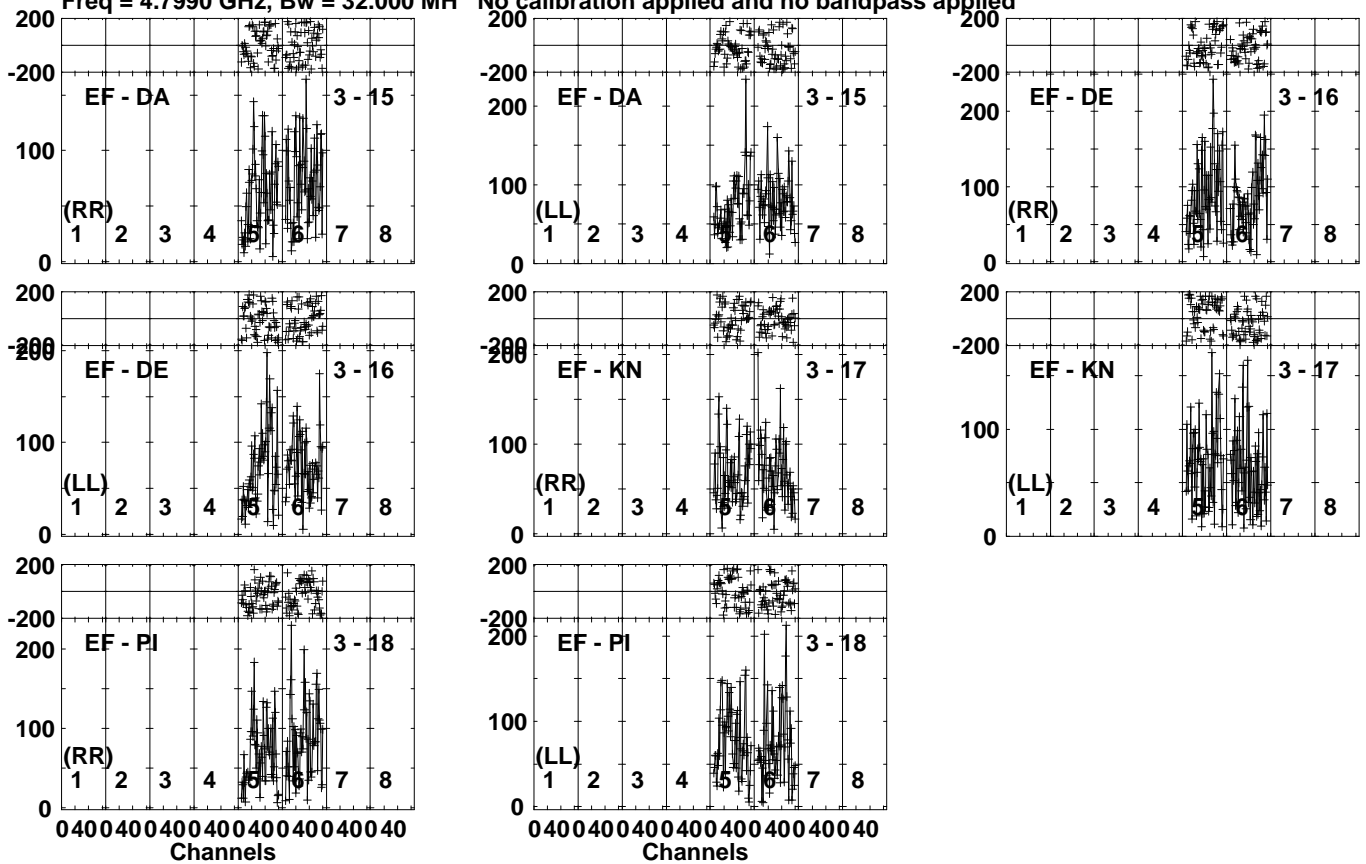 Freq = 4.7990 GHz, Bw = 32.000 MH No calibration applied and no bandpass applied
200
-200
EF - DA 3 - 15
100
(RR)
1 2 3 4 5 6 7 8
0
200
-200
200
EF - DA 3 - 15
100
(LL)
1 2 3 4 5 6 7 8
0
200
-200
200
EF - DE 3 - 16
100
(RR)
1 2 3 4 5 6 7 8
0
200
-200
200
EF - DE 3 - 16
100
(LL)
1 2 3 4 5 6 7 8
0
200
-200
200
EF - KN 3 - 17
100
(RR)
1 2 3 4 5 6 7 8
0
200
-200
EF - KN 3 - 17
100
(LL)
1 2 3 4 5 6 7 8
0
200
-200
200
EF - PI 3 - 18
100
(RR)
1 2 3 4 5 6 7 8
0
200
-200
200
EF - PI 3 - 18
100
(LL)
1 2 3 4 5 6 7 8
0
0 40 0 40 0 40 0 40 0 40 0 40 0 40 0 40
Channels
0 40 0 40 0 40 0 40 0 40 0 40 0 40 0 40
Channels